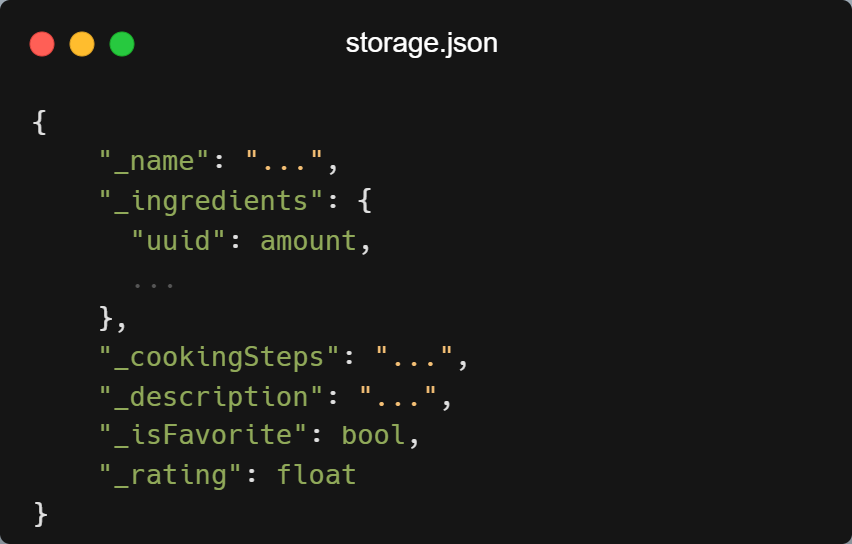 storage.json
{
    "_name": "...",
    "_ingredients": {
      "uuid": amount,
      ...
    },
    "_cookingSteps": "...",
    "_description": "...",
    "_isFavorite": bool,
    "_rating": float
}